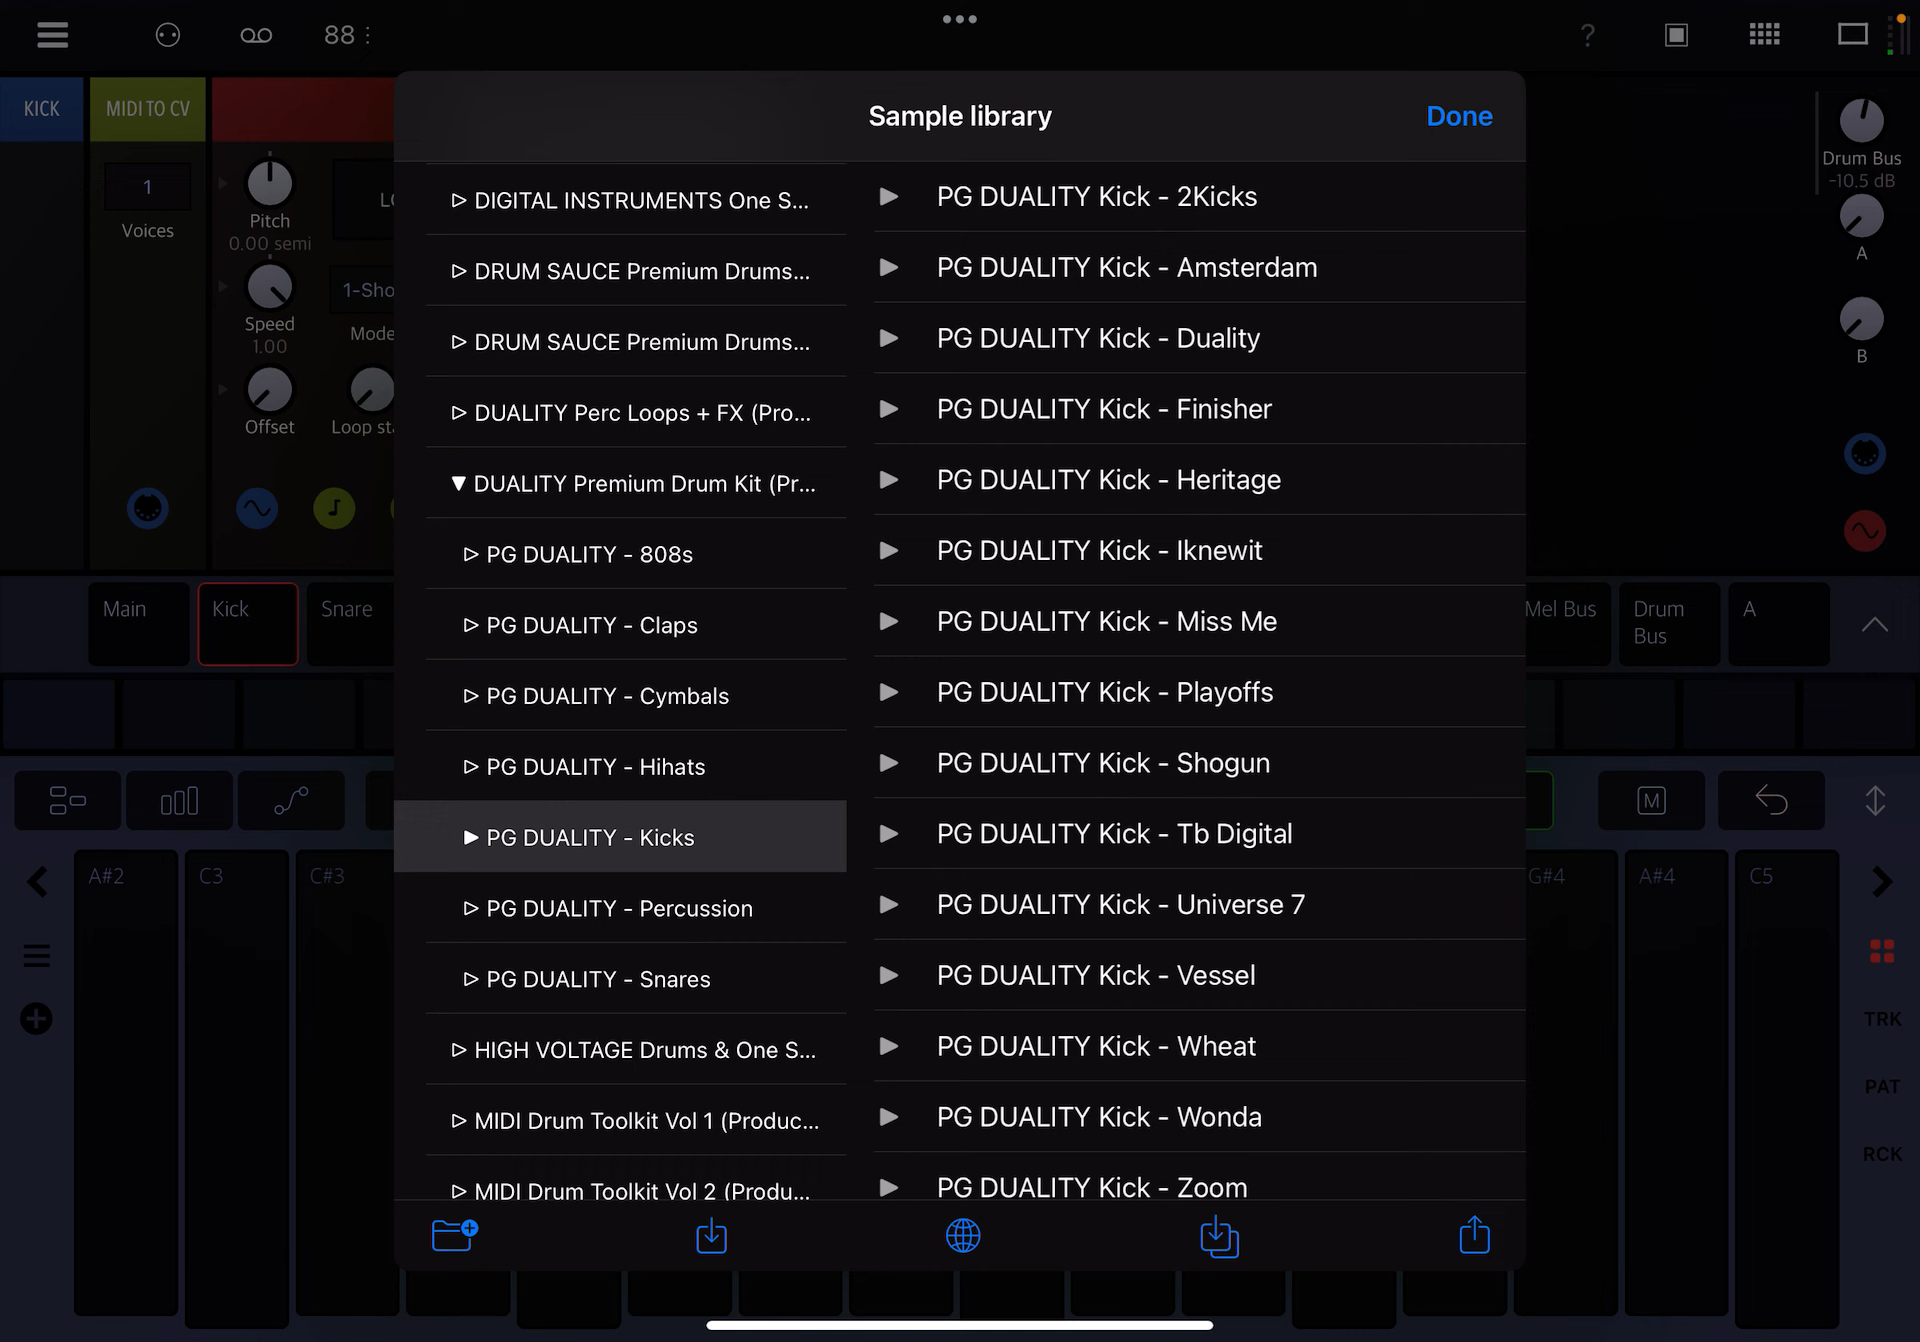 88
?
KICK
MIDI TO CV
Sample library
Done
1
Voices
Pitch
0.00 semi
Speed
1.00
1-Sho
Mode
Offset
Loop sta
DIGITAL INSTRUMENTS One S...
DRUM SAUCE Premium Drums...
DRUM SAUCE Premium Drums...
DUALITY Perc Loops + FX (Pro...
DUALITY Premium Drum Kit (Pr...
PG DUALITY - 808s
PG DUALITY - Claps
PG DUALITY - Cymbals
PG DUALITY - Hihats
PG DUALITY - Kicks
PG DUALITY - Percussion
PG DUALITY - Snares
HIGH VOLTAGE Drums & One S...
MIDI Drum Toolkit Vol 1 (Produc...
MIDI Drum Toolkit Vol 2 (Produ...
PG DUALITY Kick - 2Kicks
PG DUALITY Kick - Amsterdam
PG DUALITY Kick - Duality
PG DUALITY Kick - Finisher
PG DUALITY Kick - Heritage
PG DUALITY Kick - Iknewit
PG DUALITY Kick - Miss Me
PG DUALITY Kick - Playoffs
PG DUALITY Kick - Shogun
PG DUALITY Kick - Tb Digital
PG DUALITY Kick - Universe 7
PG DUALITY Kick - Vessel
PG DUALITY Kick - Wheat
PG DUALITY Kick - Wonda
PG DUALITY Kick - Zoom
Drum Bus
-10.5 dB
A
B
Main
Kick
Snare
Mel Bus
Drum
Bus
A
M
A#2
C3
C#3
G#4
A#4
C5
TRK
PAT
RCK